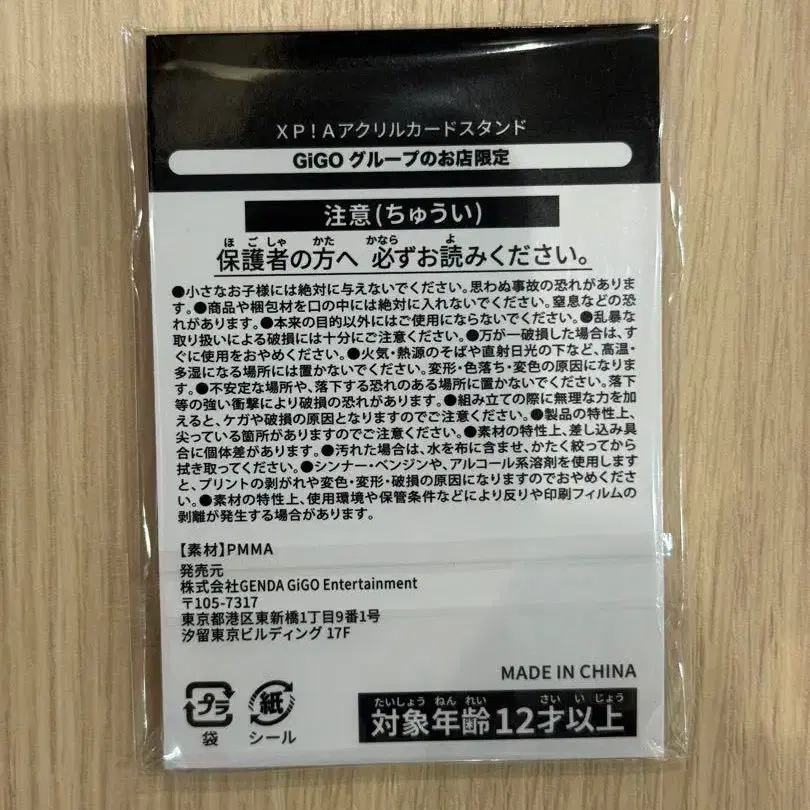 XP!Aアクリルカードスタンド
GiGO グループのお店限定
注意(ちゅうい)
ほごしゃ かた かなら よ
保護者の方へ 必ずお読みください。
●小さなお子様には絶対に与えないでください。思わぬ事故の恐れがありま
す。●商品や梱包材を口の中には絶対に入れないでください。窒息などの恐
れがあります。●本来の目的以外にはご使用にならないでください。●乱暴な
取り扱いによる破損には十分にご注意ください。●万が一破損した場合は、す
ぐに使用をおやめください。●火気・熱源のそばや直射日光の下など、高温・
多湿になる場所には置かないでください。変形・色落ち・変色の原因になりま
す。●不安定な場所や、落下する恐れのある場所に置かないでください。落下
等の強い衝撃により破損の恐れがあります。●組み立ての際に無理な力を加
えると、ケガや破損の原因となりますのでご注意ください。●製品の特性上、
尖っている箇所がありますのでご注意ください。●素材の特性上、差し込み具
合に個体差があります。●汚れた場合は、水を布に含ませ、かたく絞ってから
拭き取ってください。●シンナー・ベンジンや、アルコール系溶剤を使用します
と、プリントの剥がれや変色・変形・破損の原因になりますのでおやめくださ
い。●素材の特性上、使用環境や保管条件などにより反りや印刷フィルムの
剥離が発生する場合があります。
【素材】PMMA
発売元
株式会社GENDA GiGO Entertainment
〒105-7317
東京都港区東新橋1丁目9番1号
汐留東京ビルディング 17F
MADE IN CHINA
プラ
袋
紙
シール
たいしょう ねん れい さい い じょう
対象年齢12才以上